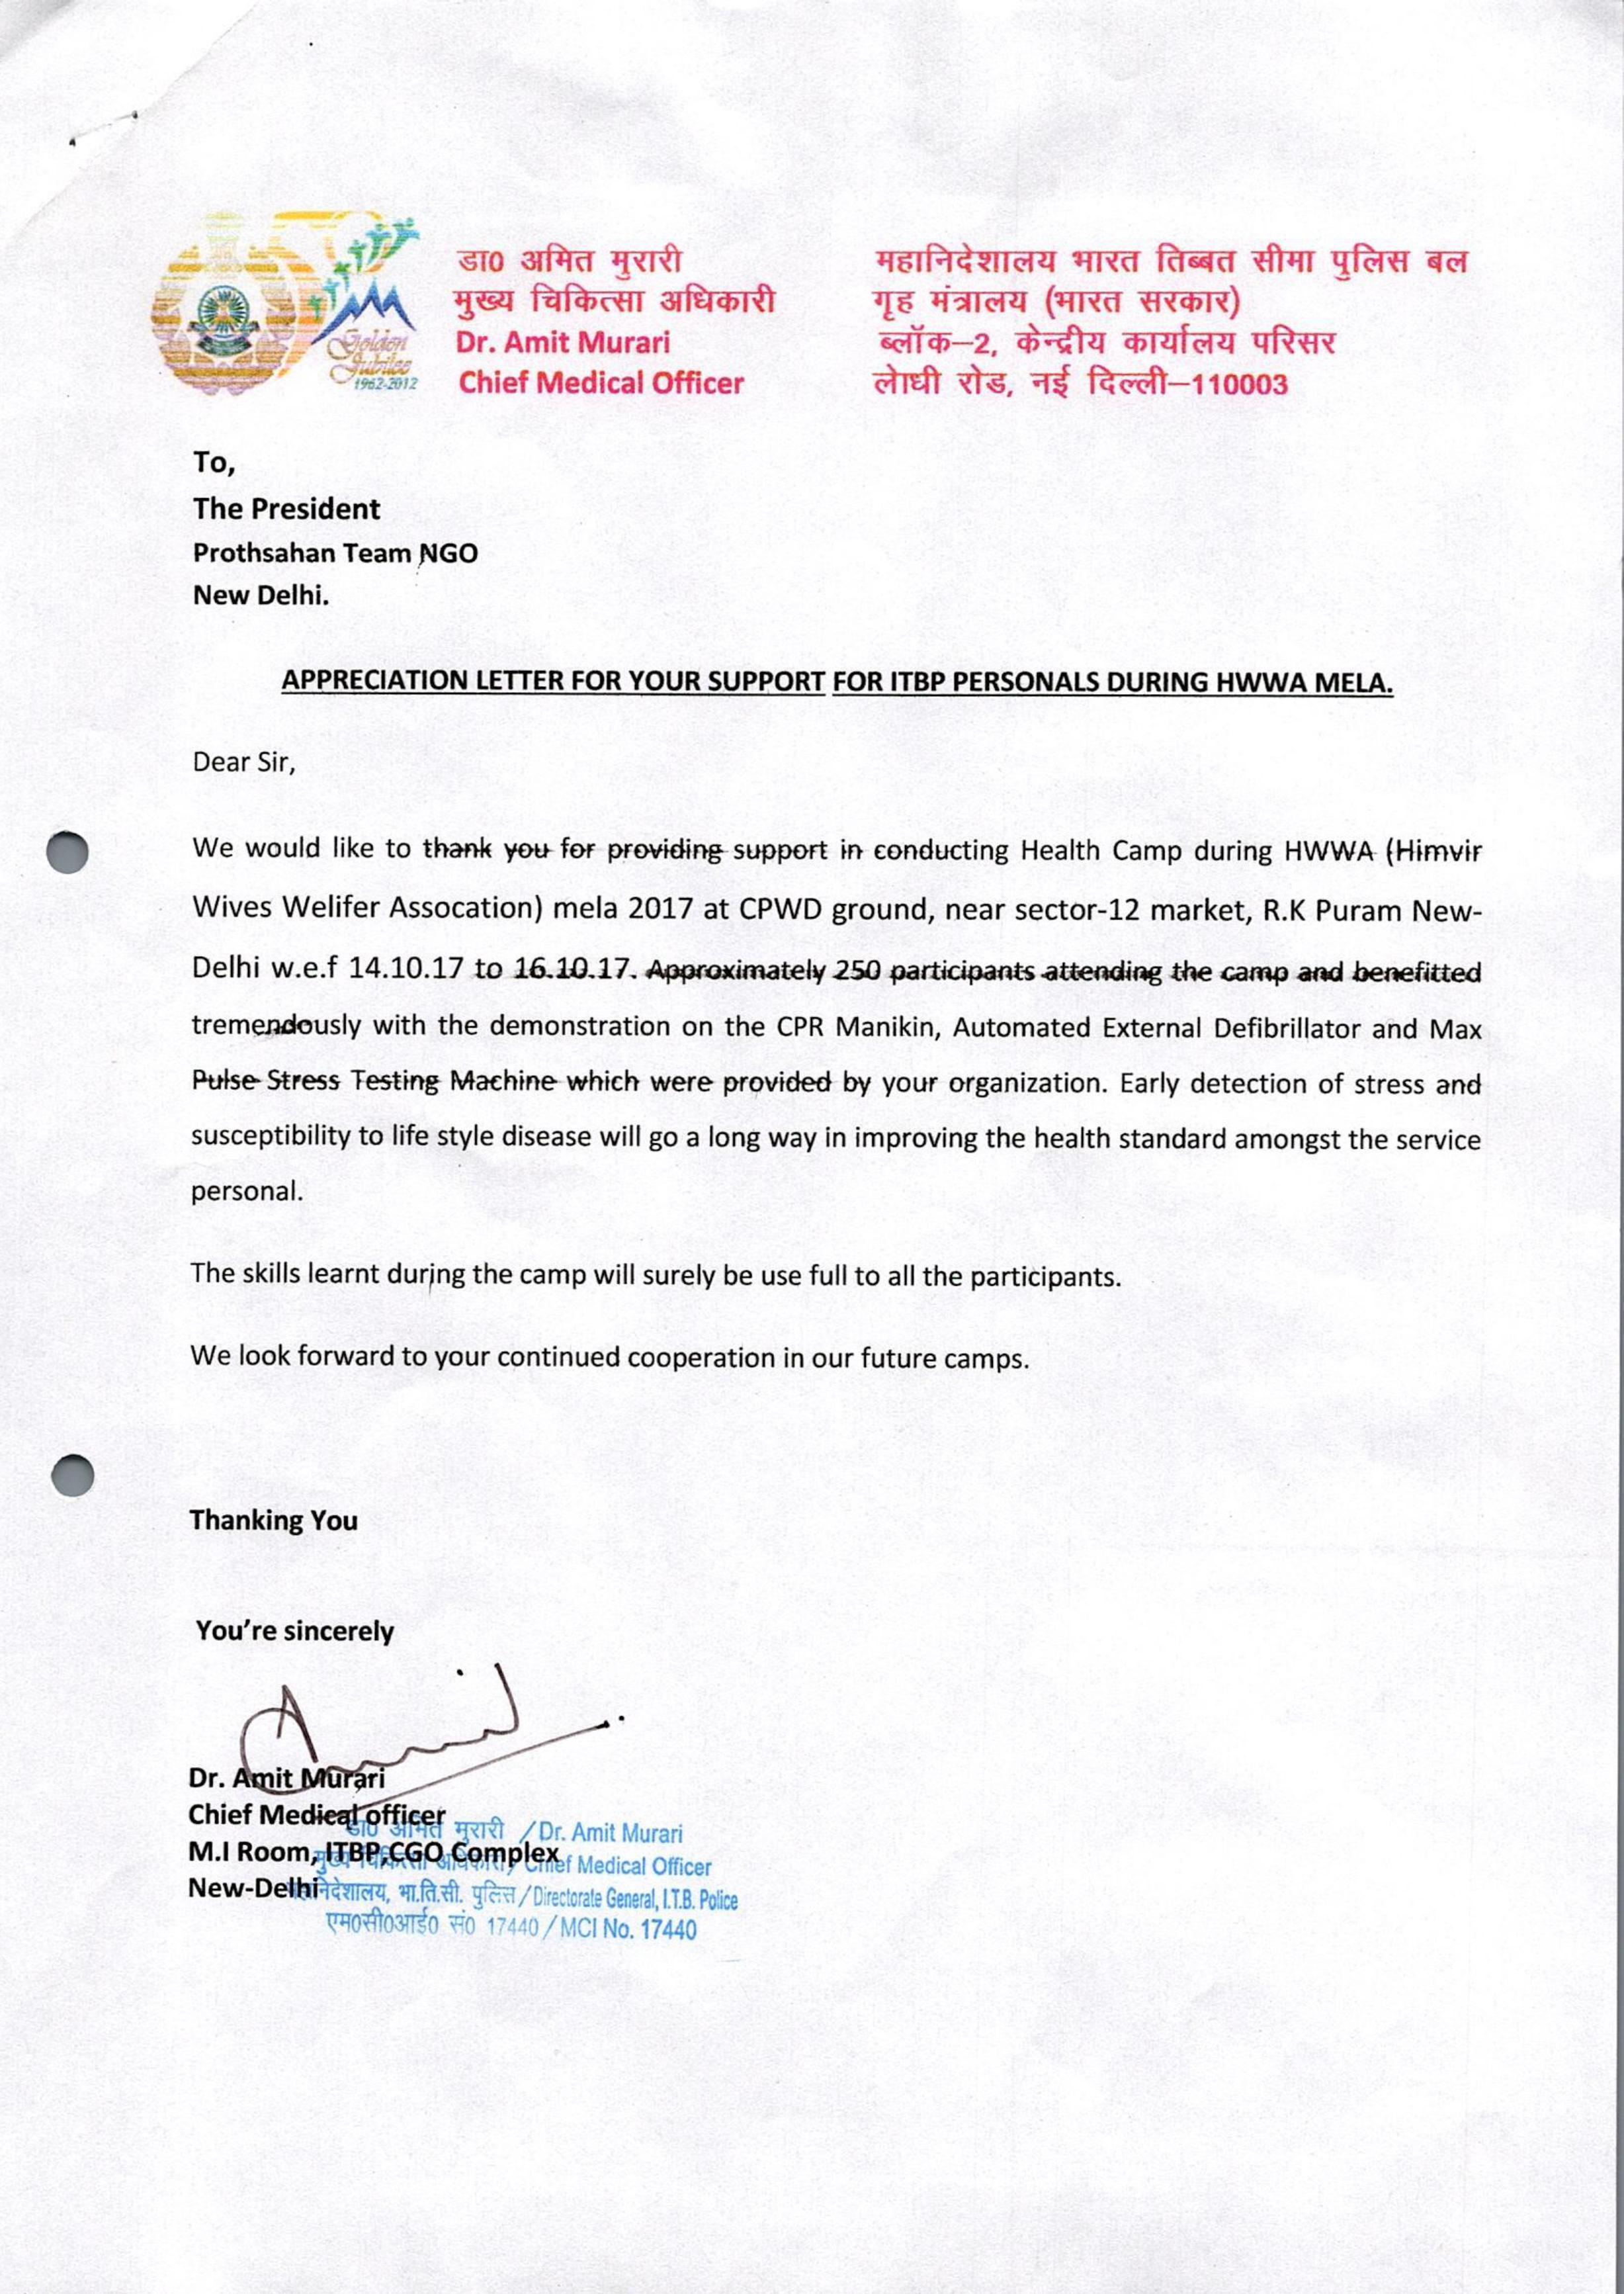 डा0 अमित मुरारी
मुख्य चिकित्सा अधिकारी
Dr. Amit Murari
Chief Medical Officer
महानिदेशालय भारत तिब्बत सीमा पुलिस बल
गृह मंत्रालय (भारत सरकार)
ब्लॉक–2, केन्द्रीय कार्यालय परिसर
लेाधी रोड, नई दिल्ली–110003
Golden
Jubilee
1962-2012
To,
The President
Prothsahan Team NGO
New Delhi.
APPRECIATION LETTER FOR YOUR SUPPORT FOR ITBP PERSONALS DURING HWWA MELA.
Dear Sir,
We would like to thank you for providing support in conducting Health Camp during HWWA (Himvir
Wives Welifer Assocation) mela 2017 at CPWD ground, near sector-12 market, R.K Puram New-
Delhi w.e.f 14.10.17 to 16.10.17. Approximately 250 participants attending the camp and benefitted
tremendously with the demonstration on the CPR Manikin, Automated External Defibrillator and Max
Pulse Stress Testing Machine which were provided by your organization. Early detection of stress and
susceptibility to life style disease will go a long way in improving the health standard amongst the service
personal.
The skills learnt during the camp will surely be use full to all the participants.
We look forward to your continued cooperation in our future camps.
Thanking You
You're sincerely
Dr. Amit Murari
Chief Medical officer
M.I Room, ITBP,CGO Complex
New-Delhi
डा0 अमित मुरारी / Dr. Amit Murari
मुख्य चिकित्सा अधिकारी / Chief Medical Officer
महानिदेशालय, भा.ति.सी. पुलिस / Directorate General, I.T.B. Police
एम0सी0आई0 सं0 17440 / MCI No. 17440